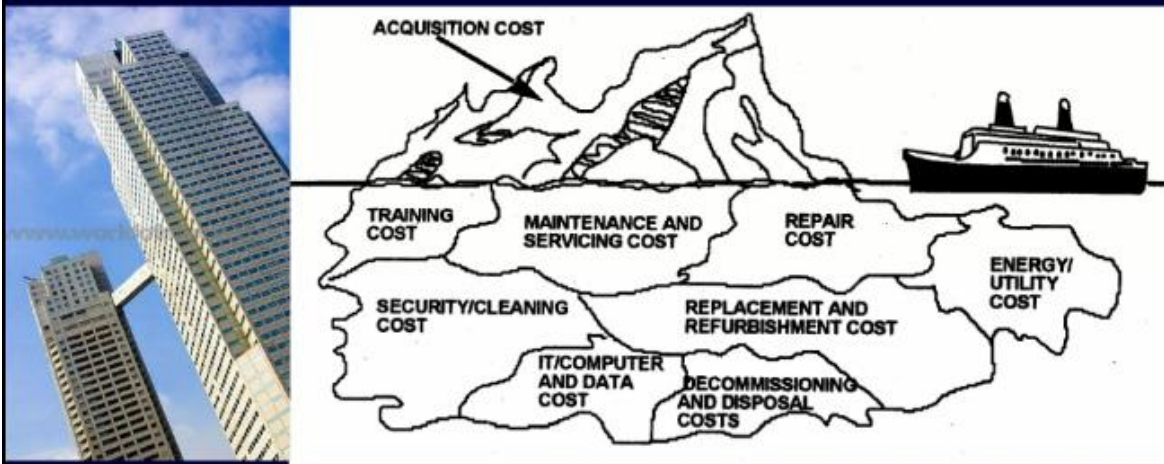 ACQUISITION COST
TRAINING
COST
MAINTENANCE AND
SERVICING COST
REPAIR
COST
ENERGY/
UTILITY
COST
SECURITY/CLEANING
COST
REPLACEMENT AND
REFURBISHMENT COST
IT/COMPUTER
AND DATA
COST
DECOMMISSIONING
AND DISPOSAL
COSTS